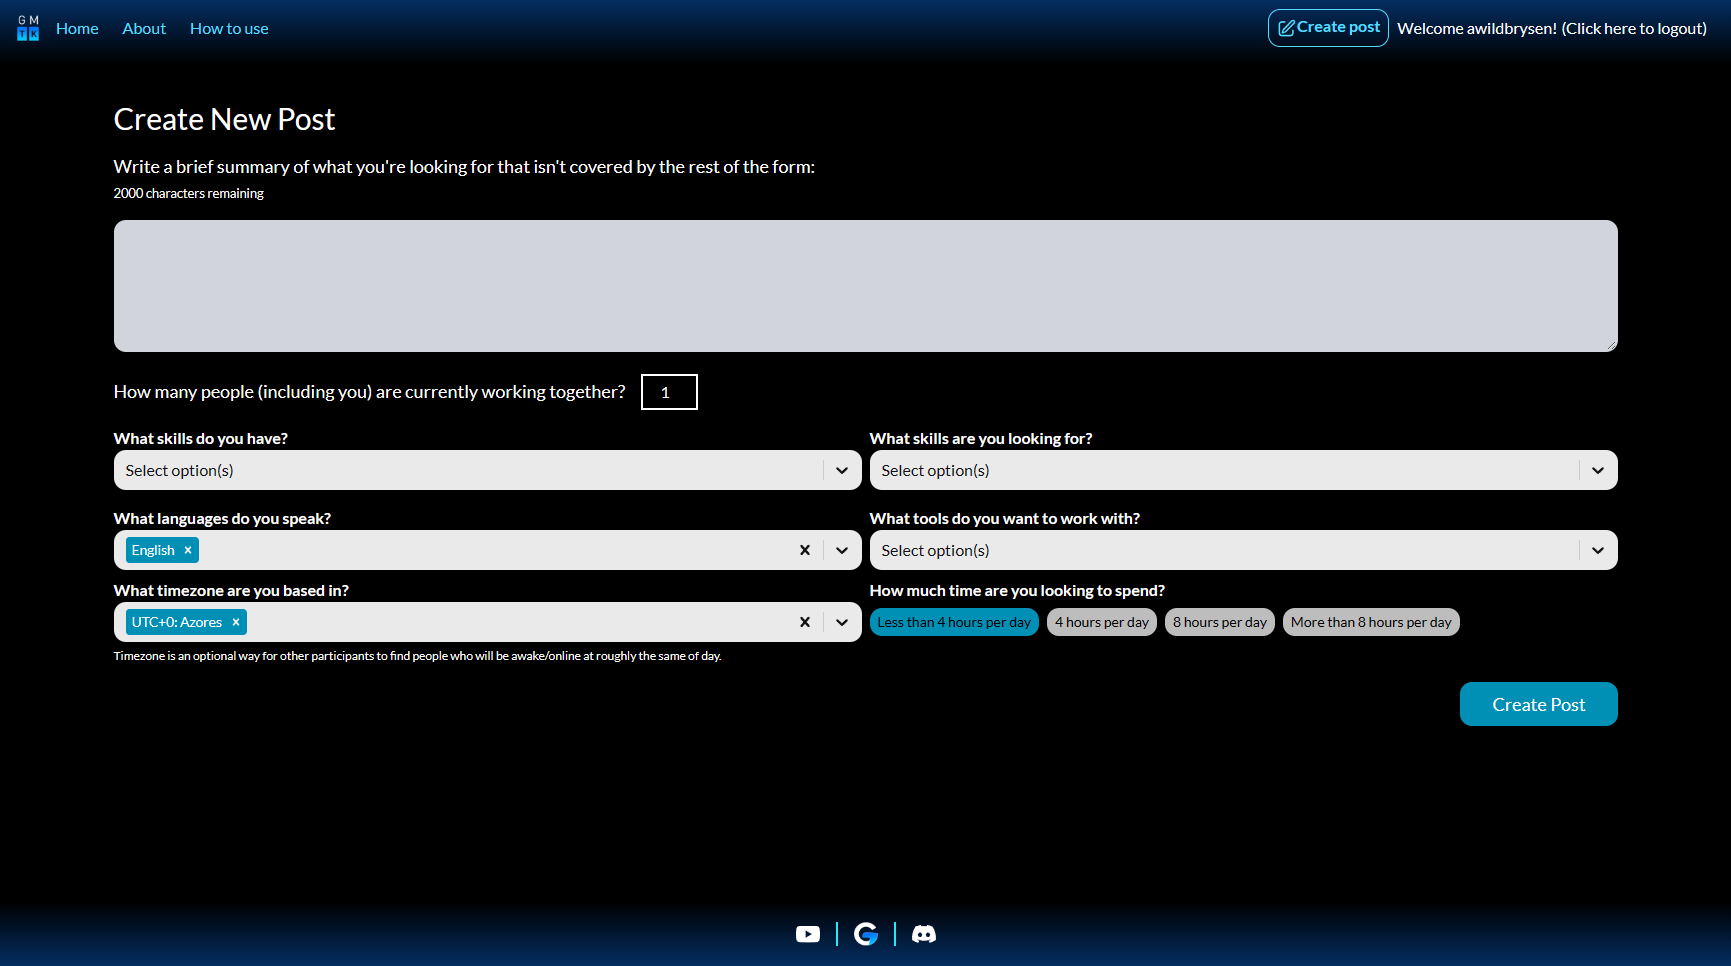 GM
TK
Home
About
How to use
Create post
Welcome awildbrysen! (Click here to logout)
Create New Post
Write a brief summary of what you're looking for that isn't covered by the rest of the form:
2000 characters remaining
How many people (including you) are currently working together?
1
What skills do you have?
What skills are you looking for?
Select option(s)
Select option(s)
What languages do you speak?
What tools do you want to work with?
English ×
Select option(s)
What timezone are you based in?
How much time are you looking to spend?
UTC+0: Azores ×
Less than 4 hours per day
4 hours per day
8 hours per day
More than 8 hours per day
Timezone is an optional way for other participants to find people who will be awake/online at roughly the same of day.
Create Post